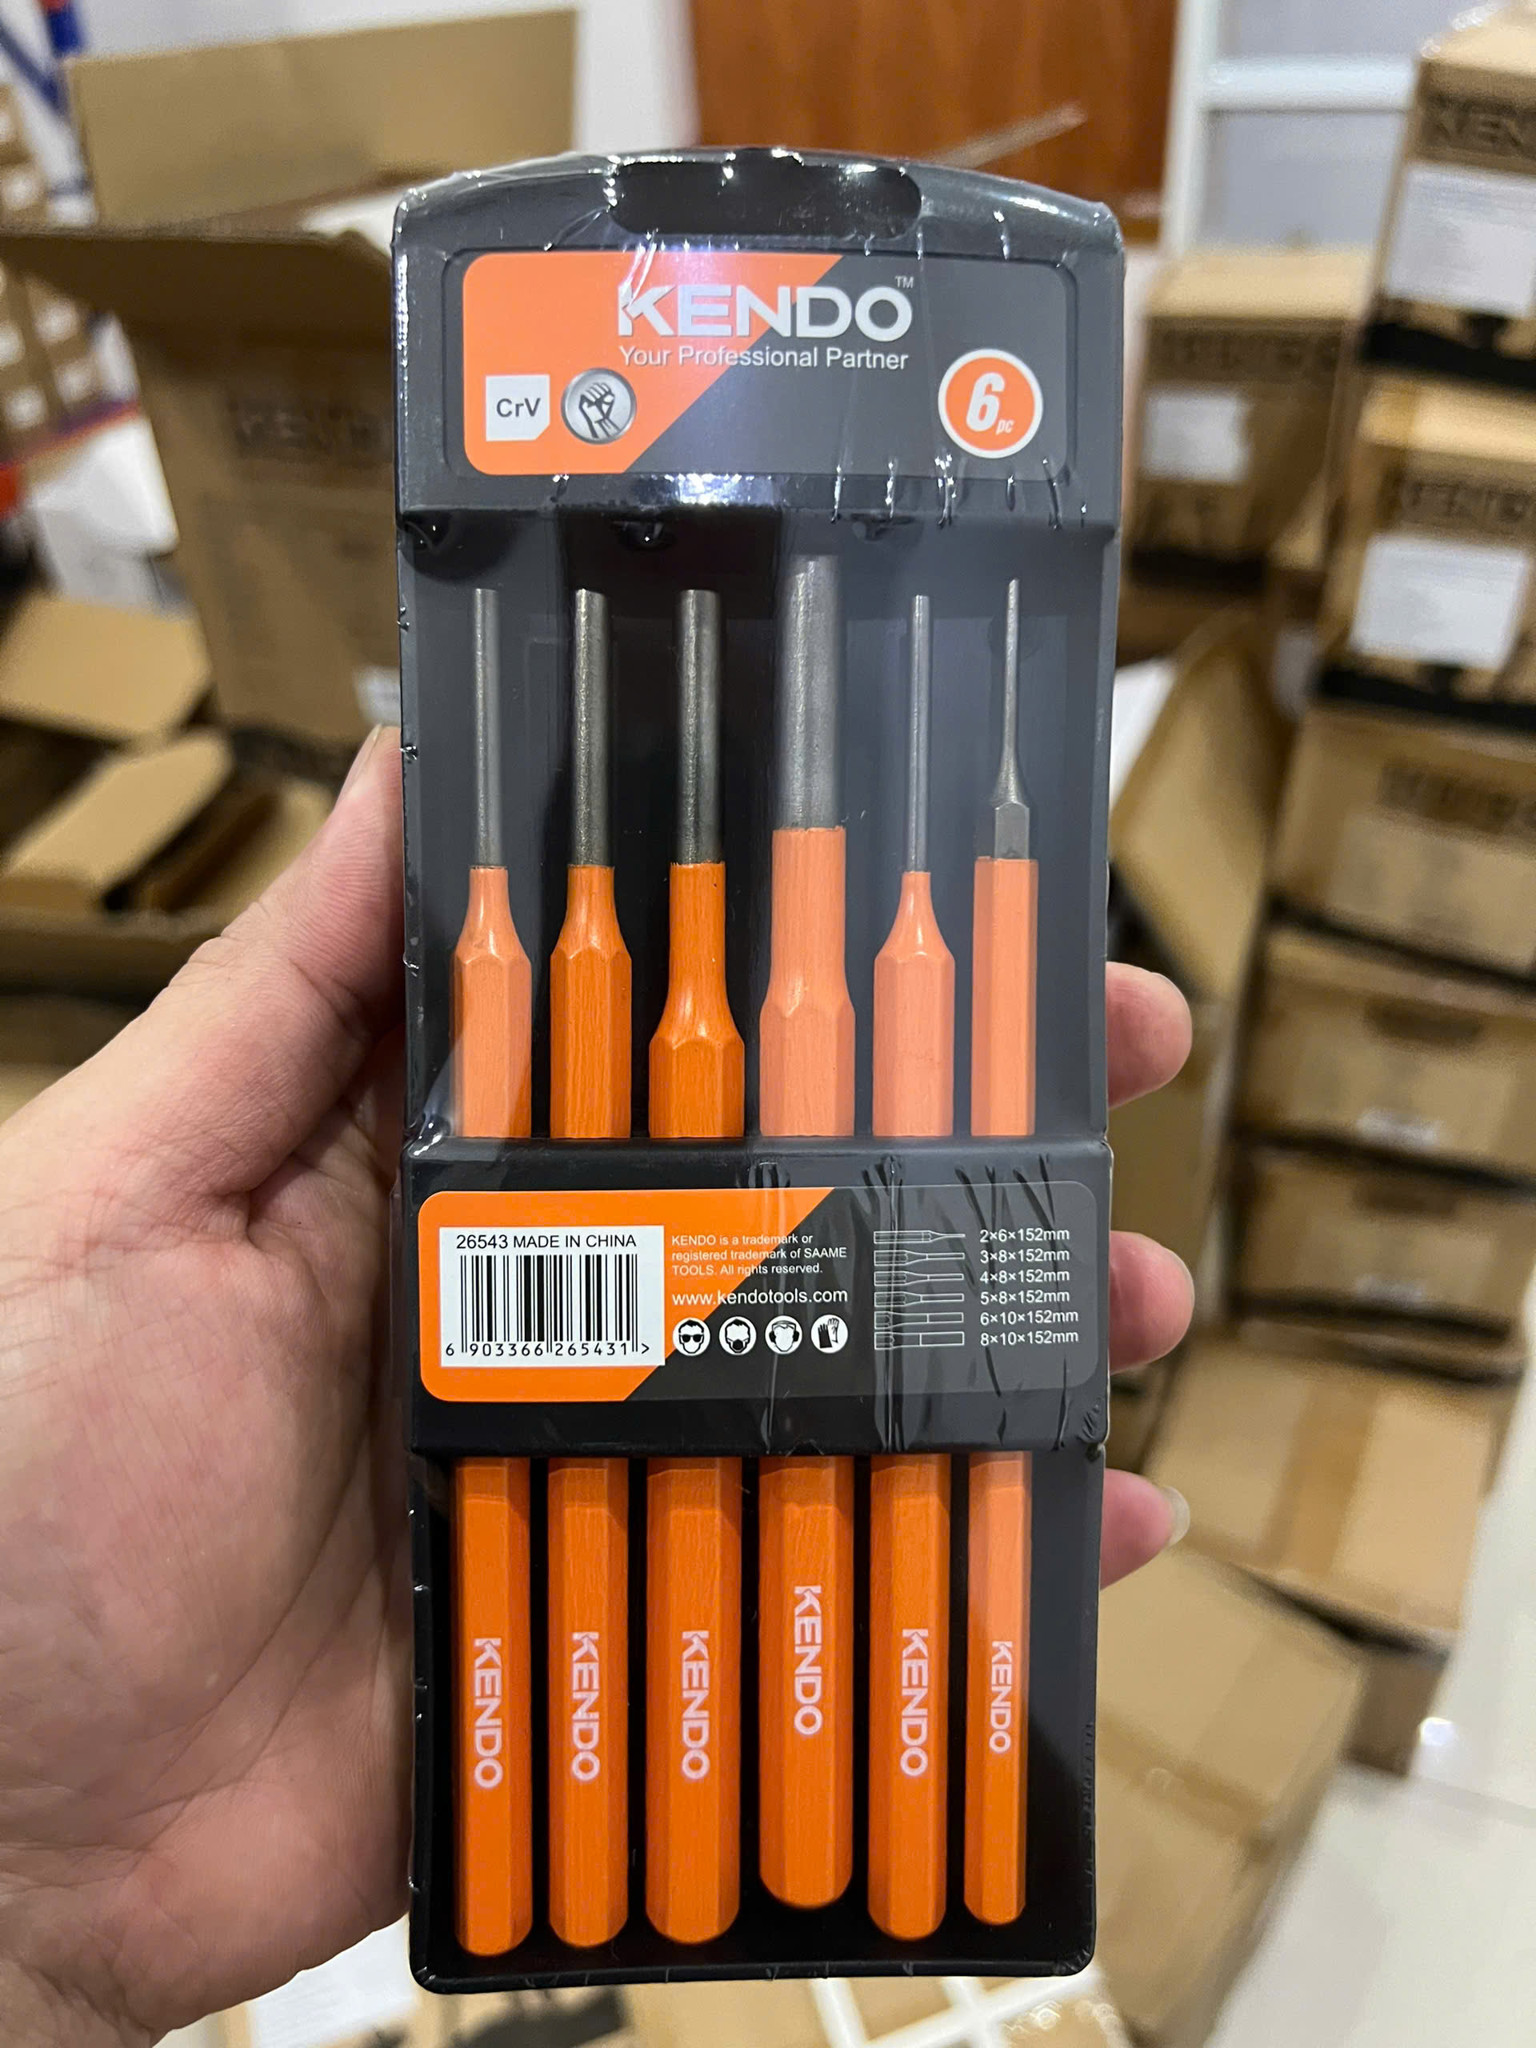 KENDO™
Your Professional Partner
CrV
6pc
26543 MADE IN CHINA
6 903366 265431 >
KENDO is a trademark or
registered trademark of SAAME
TOOLS. All rights reserved.
www.kendotools.com
2×6×152mm
3×8×152mm
4×8×152mm
5×8×152mm
6×10×152mm
8×10×152mm
KENDO
KENDO
KENDO
KENDO
KENDO
KENDO